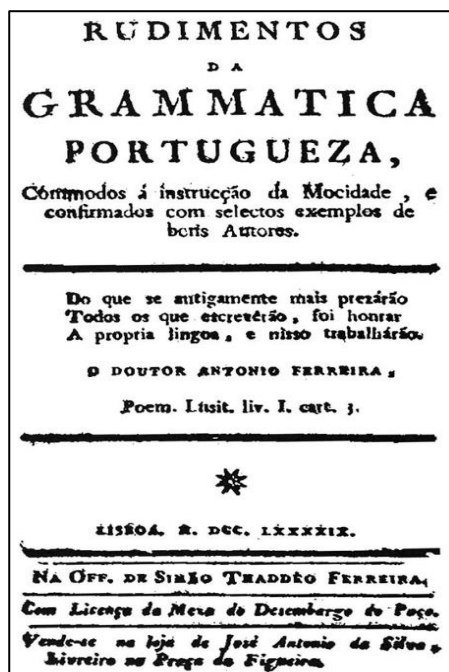 RUDIMENTOS
DA
GRAMMATICA
PORTUGUEZA,
Cómmodos á instrucção da Mocidade, e
confirmados com selectos exemplos de
bons Autores.
Do que se antigamente mais prezárão
Todos os que escrevêrão, foi honrar
A propria lingoa, e nisso trabalhárão.
O DOUTOR ANTONIO FERREIRA,
Poem. Lusit. liv. I. cart. 3.
LISBOA. M. DCC. LXXXXIX.
NA OFF. DE SIMÃO THADDÊO FERREIRA.
Com Licença da Meza do Desembargo do Paço.
Vende-se na loja de José Antonio da Silva,
Livreiro na Praça da Figueira.